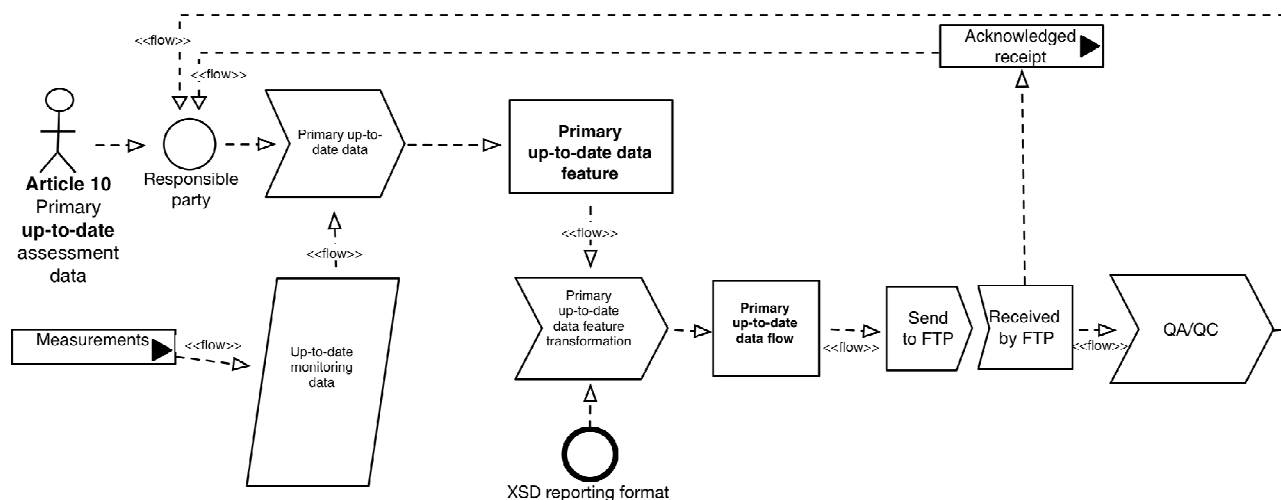 <<flow>>
Acknowledged
receipt
<<flow>>
Article 10
Primary
up-to-date
assessment
data
Responsible
party
Primary up-to-
date data
Primary
up-to-date data
feature
<<flow>>
<<flow>>
Measurements
<<flow>>
Up-to-date
monitoring
data
Primary
up-to-date
data feature
transformation
Primary
up-to-date
data flow
<<flow>>
Send
to FTP
Received
by FTP
<<flow>>
QA/QC
XSD reporting format